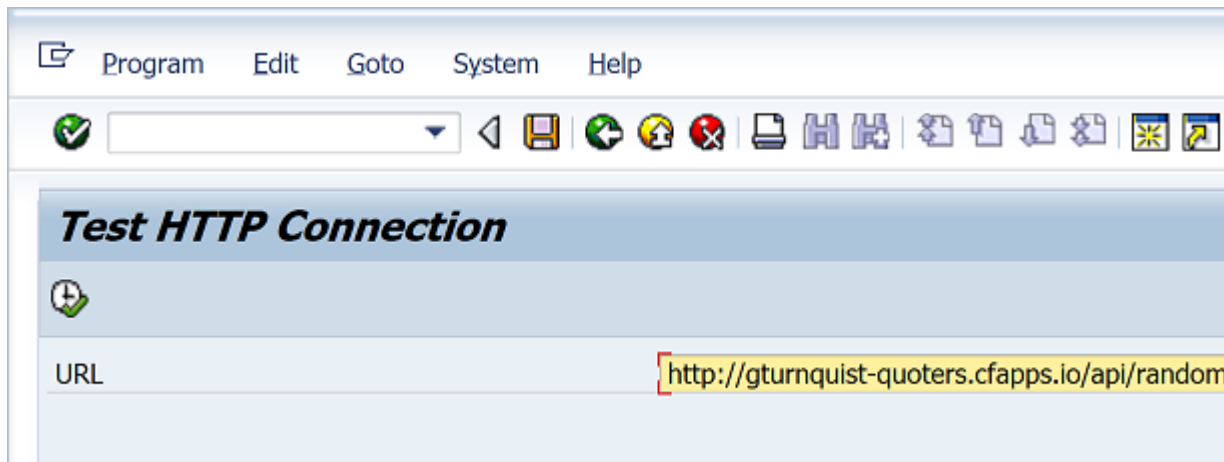 Program Edit Goto System Help
Test HTTP Connection
URL http://gturnquist-quoters.cfapps.io/api/random